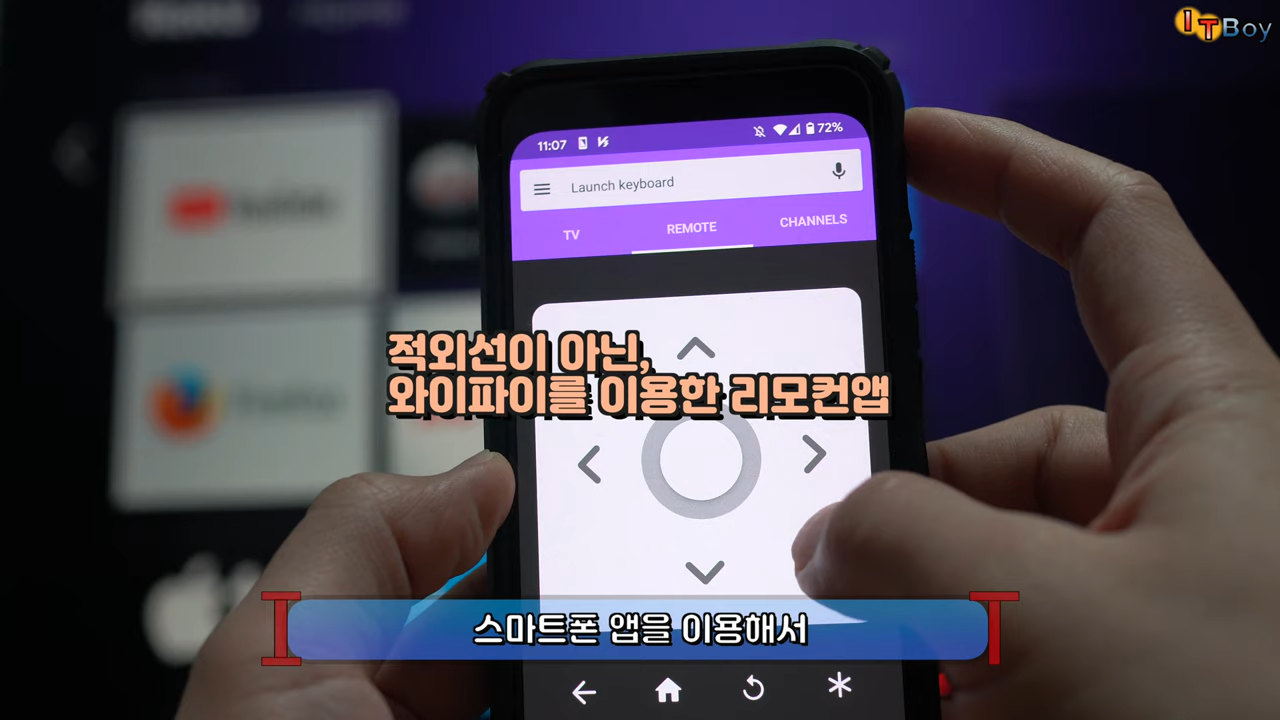 ITBoy
11:07
72%
Launch keyboard
TV REMOTE CHANNELS
적외선이 아닌,
와이파이를 이용한 리모컨앱
스마트폰 앱을 이용해서
I T